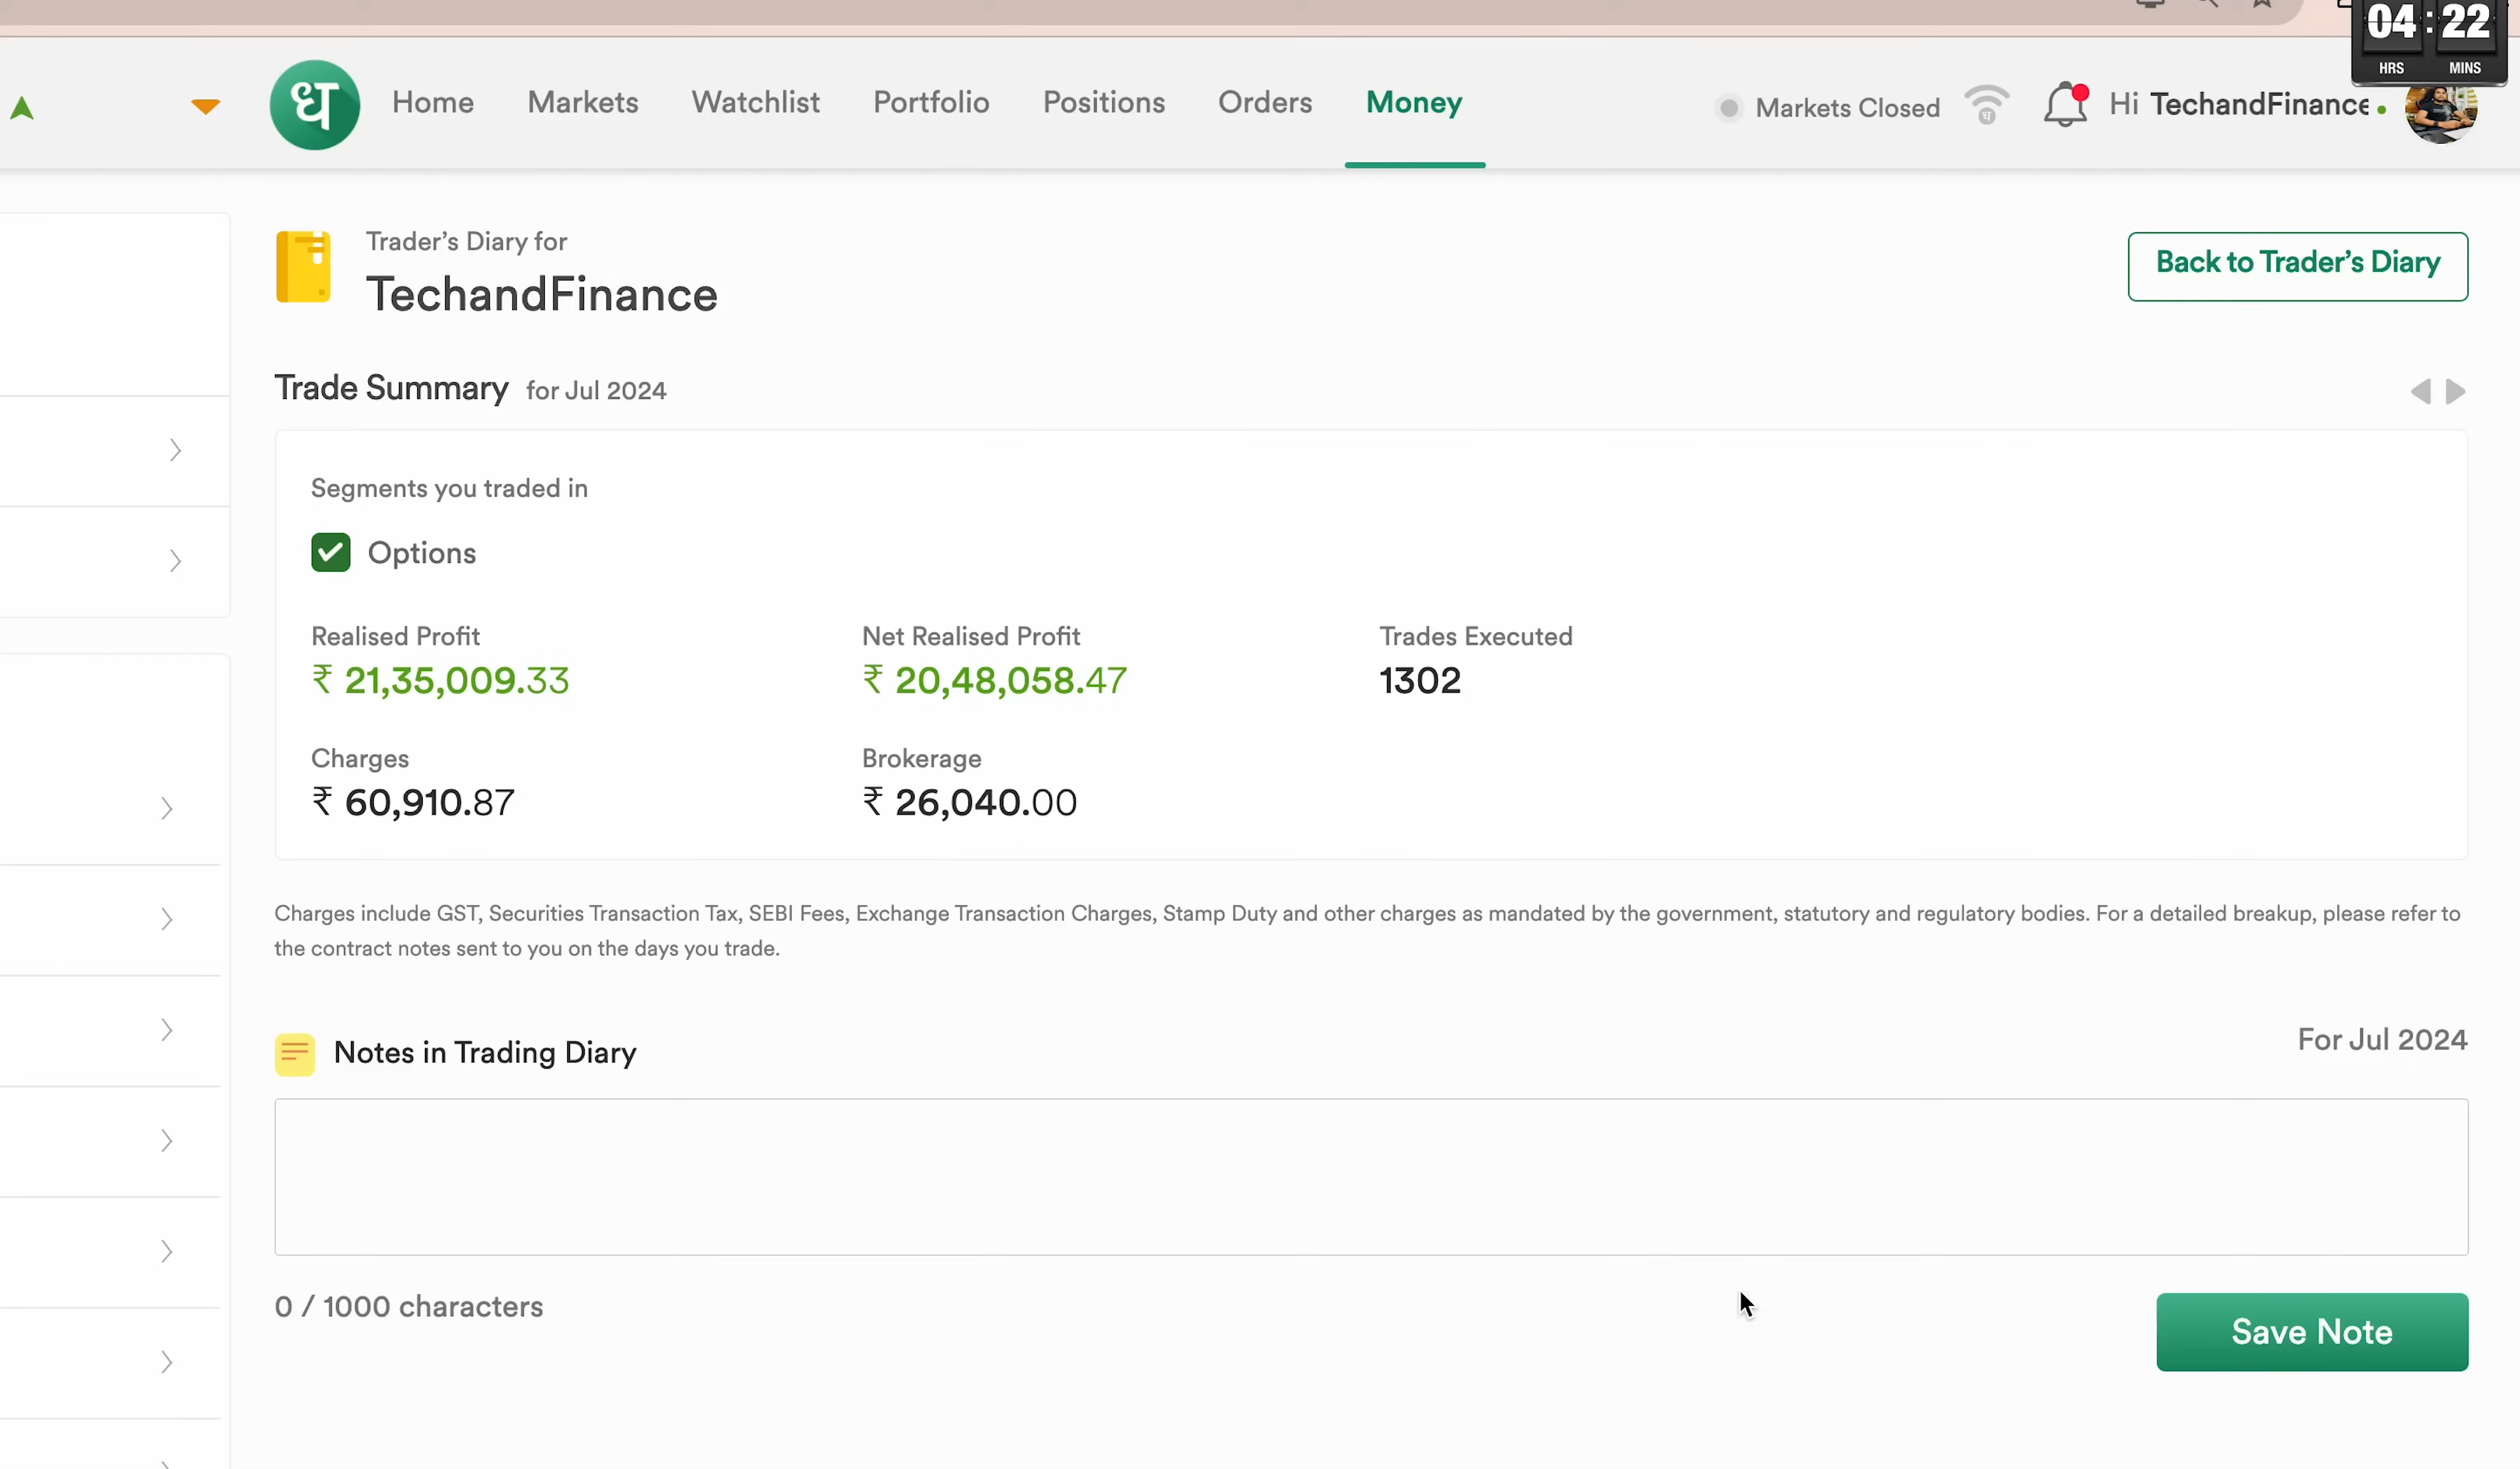 04:22
HRS MINS
ध Home Markets Watchlist Portfolio Positions Orders Money Markets Closed Hi TechandFinance
Trader’s Diary for
TechandFinance
Back to Trader’s Diary
Trade Summary for Jul 2024
Segments you traded in
Options
Realised Profit Net Realised Profit Trades Executed
₹ 21,35,009.33 ₹ 20,48,058.47 1302
Charges Brokerage
₹ 60,910.87 ₹ 26,040.00
Charges include GST, Securities Transaction Tax, SEBI Fees, Exchange Transaction Charges, Stamp Duty and other charges as mandated by the government, statutory and regulatory bodies. For a detailed breakup, please refer to
the contract notes sent to you on the days you trade.
Notes in Trading Diary For Jul 2024
0 / 1000 characters
Save Note